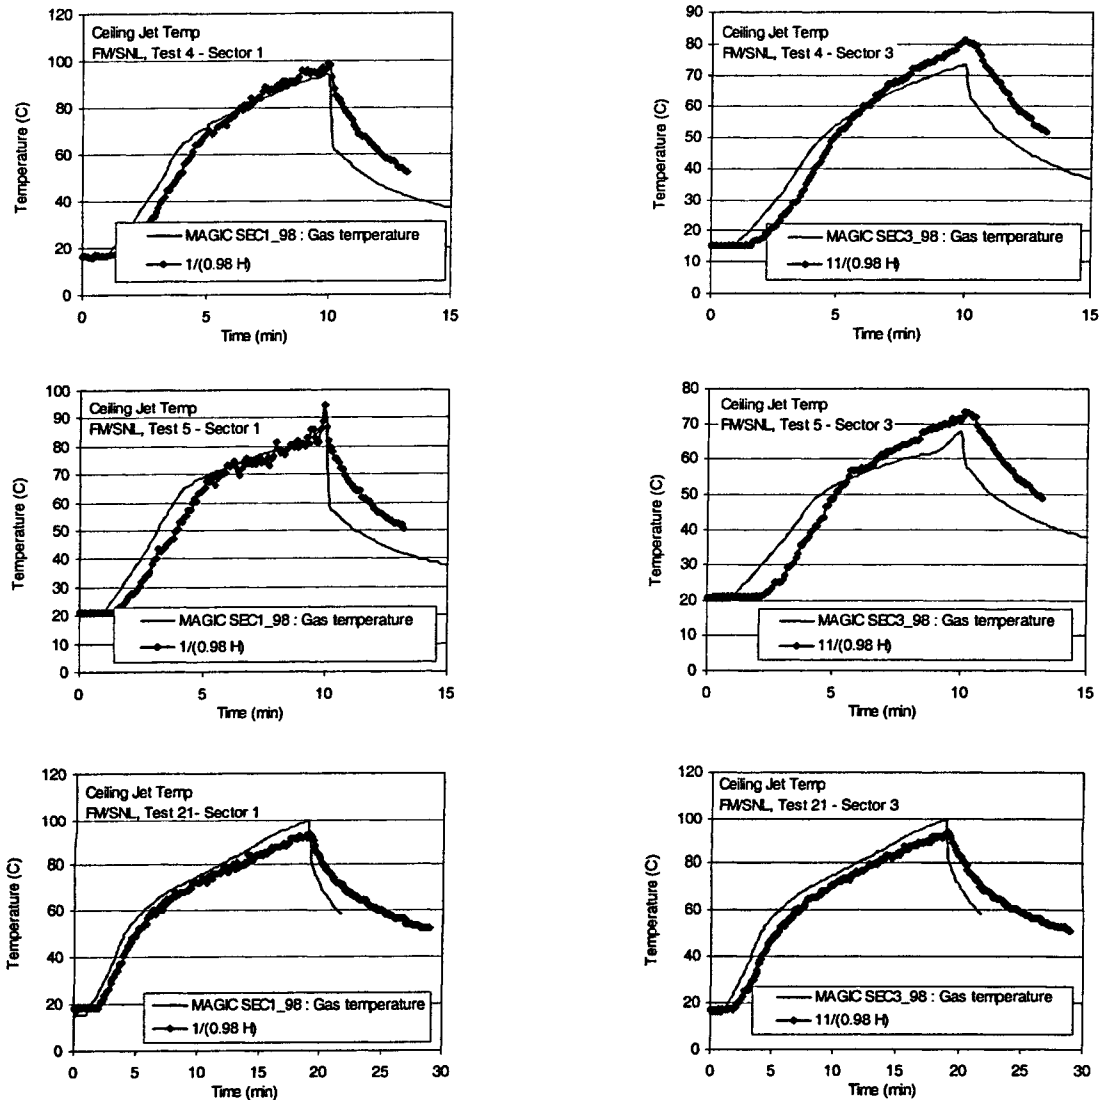 Ceiling Jet Temp
FM/SNL, Test 4 - Sector 1
120
100
80
60
40
20
0
Temperature (C)
MAGIC SEC1_98 : Gas temperature
1/(0.98 H)
0 5 10 15
Time (min)
Ceiling Jet Temp
FM/SNL, Test 4 - Sector 3
90
80
70
60
50
40
30
20
10
0
Temperature (C)
MAGIC SEC3_98 : Gas temperature
11/(0.98 H)
0 5 10 15
Time (min)
Ceiling Jet Temp
FM/SNL, Test 5 - Sector 1
100
90
80
70
60
50
40
30
20
10
0
Temperature (C)
MAGIC SEC1_98 : Gas temperature
1/(0.98 H)
0 5 10 15
Time (min)
Ceiling Jet Temp
FM/SNL, Test 5 - Sector 3
80
70
60
50
40
30
20
10
0
Temperature (C)
MAGIC SEC3_98 : Gas temperature
11/(0.98 H)
0 5 10 15
Time (min)
Ceiling Jet Temp
FM/SNL, Test 21- Sector 1
120
100
80
60
40
20
0
Temperature (C)
MAGIC SEC1_98 : Gas temperature
1/(0.98 H)
0 5 10 15 20 25 30
Time (min)
Ceiling Jet Temp
FM/SNL, Test 21 - Sector 3
120
100
80
60
40
20
0
Temperature (C)
MAGIC SEC3_98 : Gas temperature
11/(0.98 H)
0 5 10 15 20 25 30
Time (min)